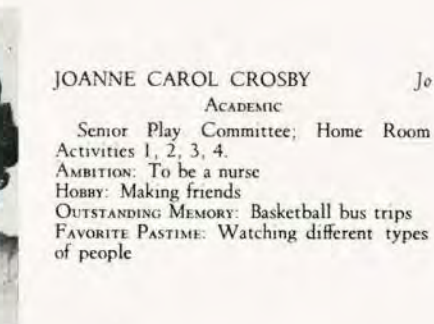 JOANNE CAROL CROSBY Jo
ACADEMIC
Senior Play Committee; Home Room
Activities 1, 2, 3, 4.
AMBITION: To be a nurse
HOBBY: Making friends
OUTSTANDING MEMORY: Basketball bus trips
FAVORITE PASTIME: Watching different types
of people